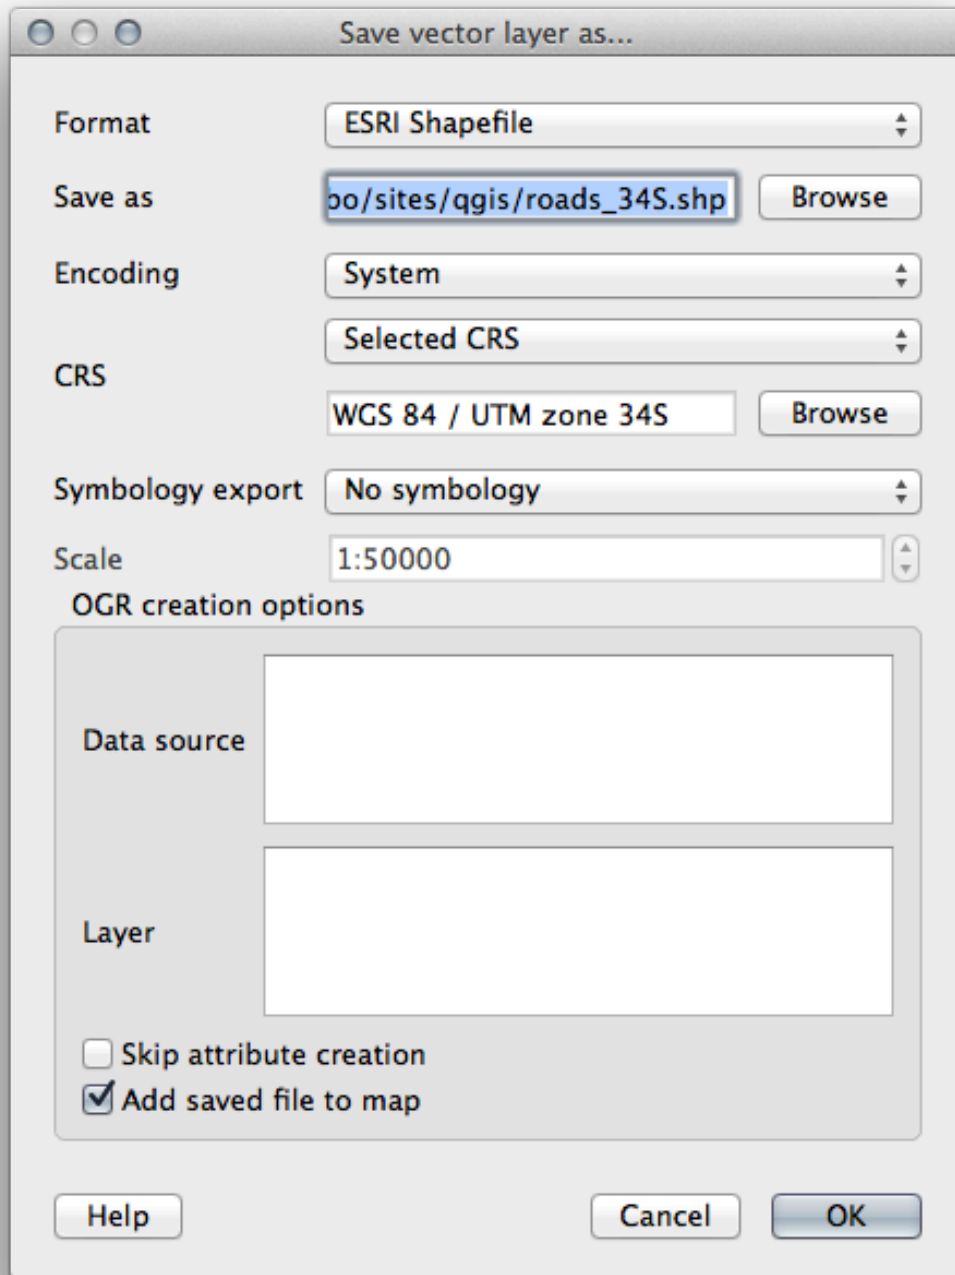 Save vector layer as...
Format ESRI Shapefile
Save as bo/sites/qgis/roads_34S.shp Browse
Encoding System
Selected CRS
CRS
WGS 84 / UTM zone 34S Browse
Symbology export No symbology
Scale 1:50000
OGR creation options
Data source
Layer
Skip attribute creation
Add saved file to map
Help Cancel OK